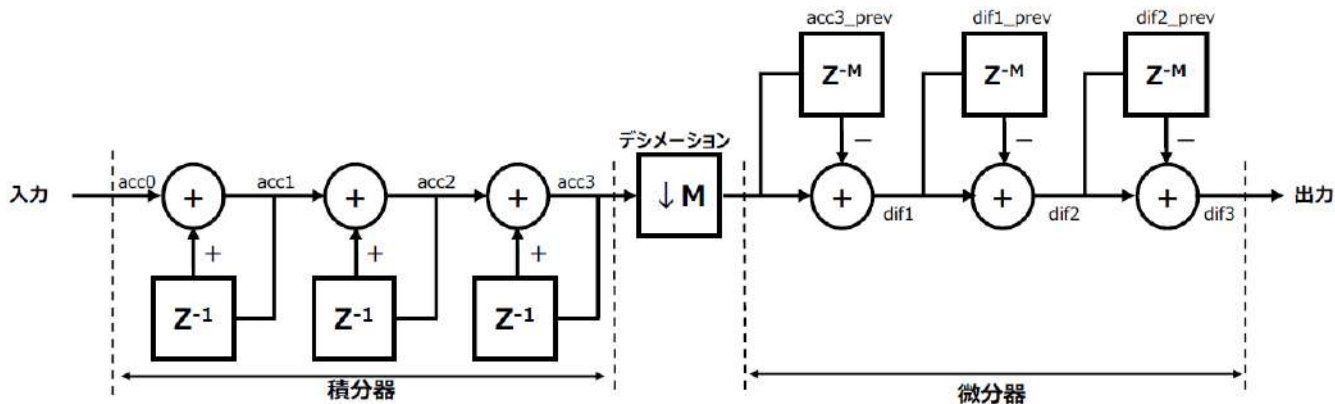 acc3_prev
dif1_prev
dif2_prev
Z-M
Z-M
Z-M
−
−
−
デシメーション
入力
acc0
+
acc1
+
acc2
+
acc3
↓M
+
dif1
+
dif2
+
dif3
出力
+
+
+
Z-1
Z-1
Z-1
積分器
微分器